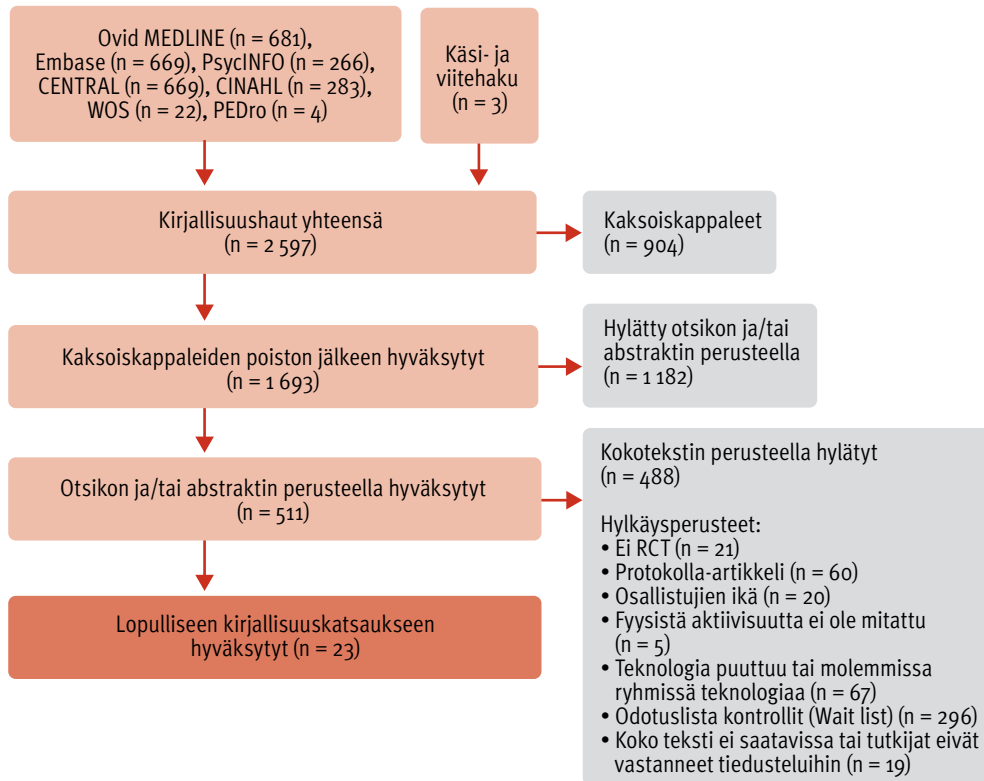 Ovid MEDLINE (n = 681),
Embase (n = 669), PsycINFO (n = 266),
CENTRAL (n = 669), CINAHL (n = 283),
WOS (n = 22), PEDro (n = 4)
Käsi- ja
viitehaku
(n = 3)
Kirjallisuushaut yhteensä
(n = 2 597)
Kaksoiskappaleet
(n = 904)
Kaksoiskappaleiden poiston jälkeen hyväksytyt
(n = 1 693)
Hylätty otsikon ja/tai
abstraktin perusteella
(n = 1 182)
Otsikon ja/tai abstraktin perusteella hyväksytyt
(n = 511)
Kokotekstin perusteella hylätyt
(n = 488)
Hylkäysperusteet:
• Ei RCT (n = 21)
• Protokolla-artikkeli (n = 60)
• Osallistujien ikä (n = 20)
• Fyysistä aktiivisuutta ei ole mitattu
(n = 5)
• Teknologia puuttuu tai molemmissa
ryhmissä teknologiaa (n = 67)
• Odotuslista kontrollit (Wait list) (n = 296)
• Koko teksti ei saatavissa tai tutkijat eivät
vastanneet tiedusteluihin (n = 19)
Lopulliseen kirjallisuuskatsaukseen
hyväksytyt (n = 23)